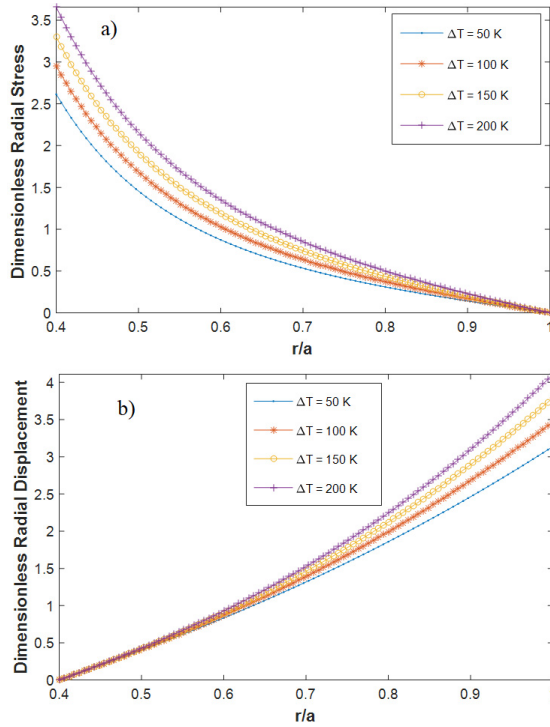 a)
Dimensionless Radial Stress
3.5
3
2.5
2
1.5
1
0.5
0
0.4
0.5
0.6
0.7
0.8
0.9
1
r/a
ΔT = 50 K
ΔT = 100 K
ΔT = 150 K
ΔT = 200 K
b)
Dimensionless Radial Displacement
4
3.5
3
2.5
2
1.5
1
0.5
0
0.4
0.5
0.6
0.7
0.8
0.9
r/a
ΔT = 50 K
ΔT = 100 K
ΔT = 150 K
ΔT = 200 K